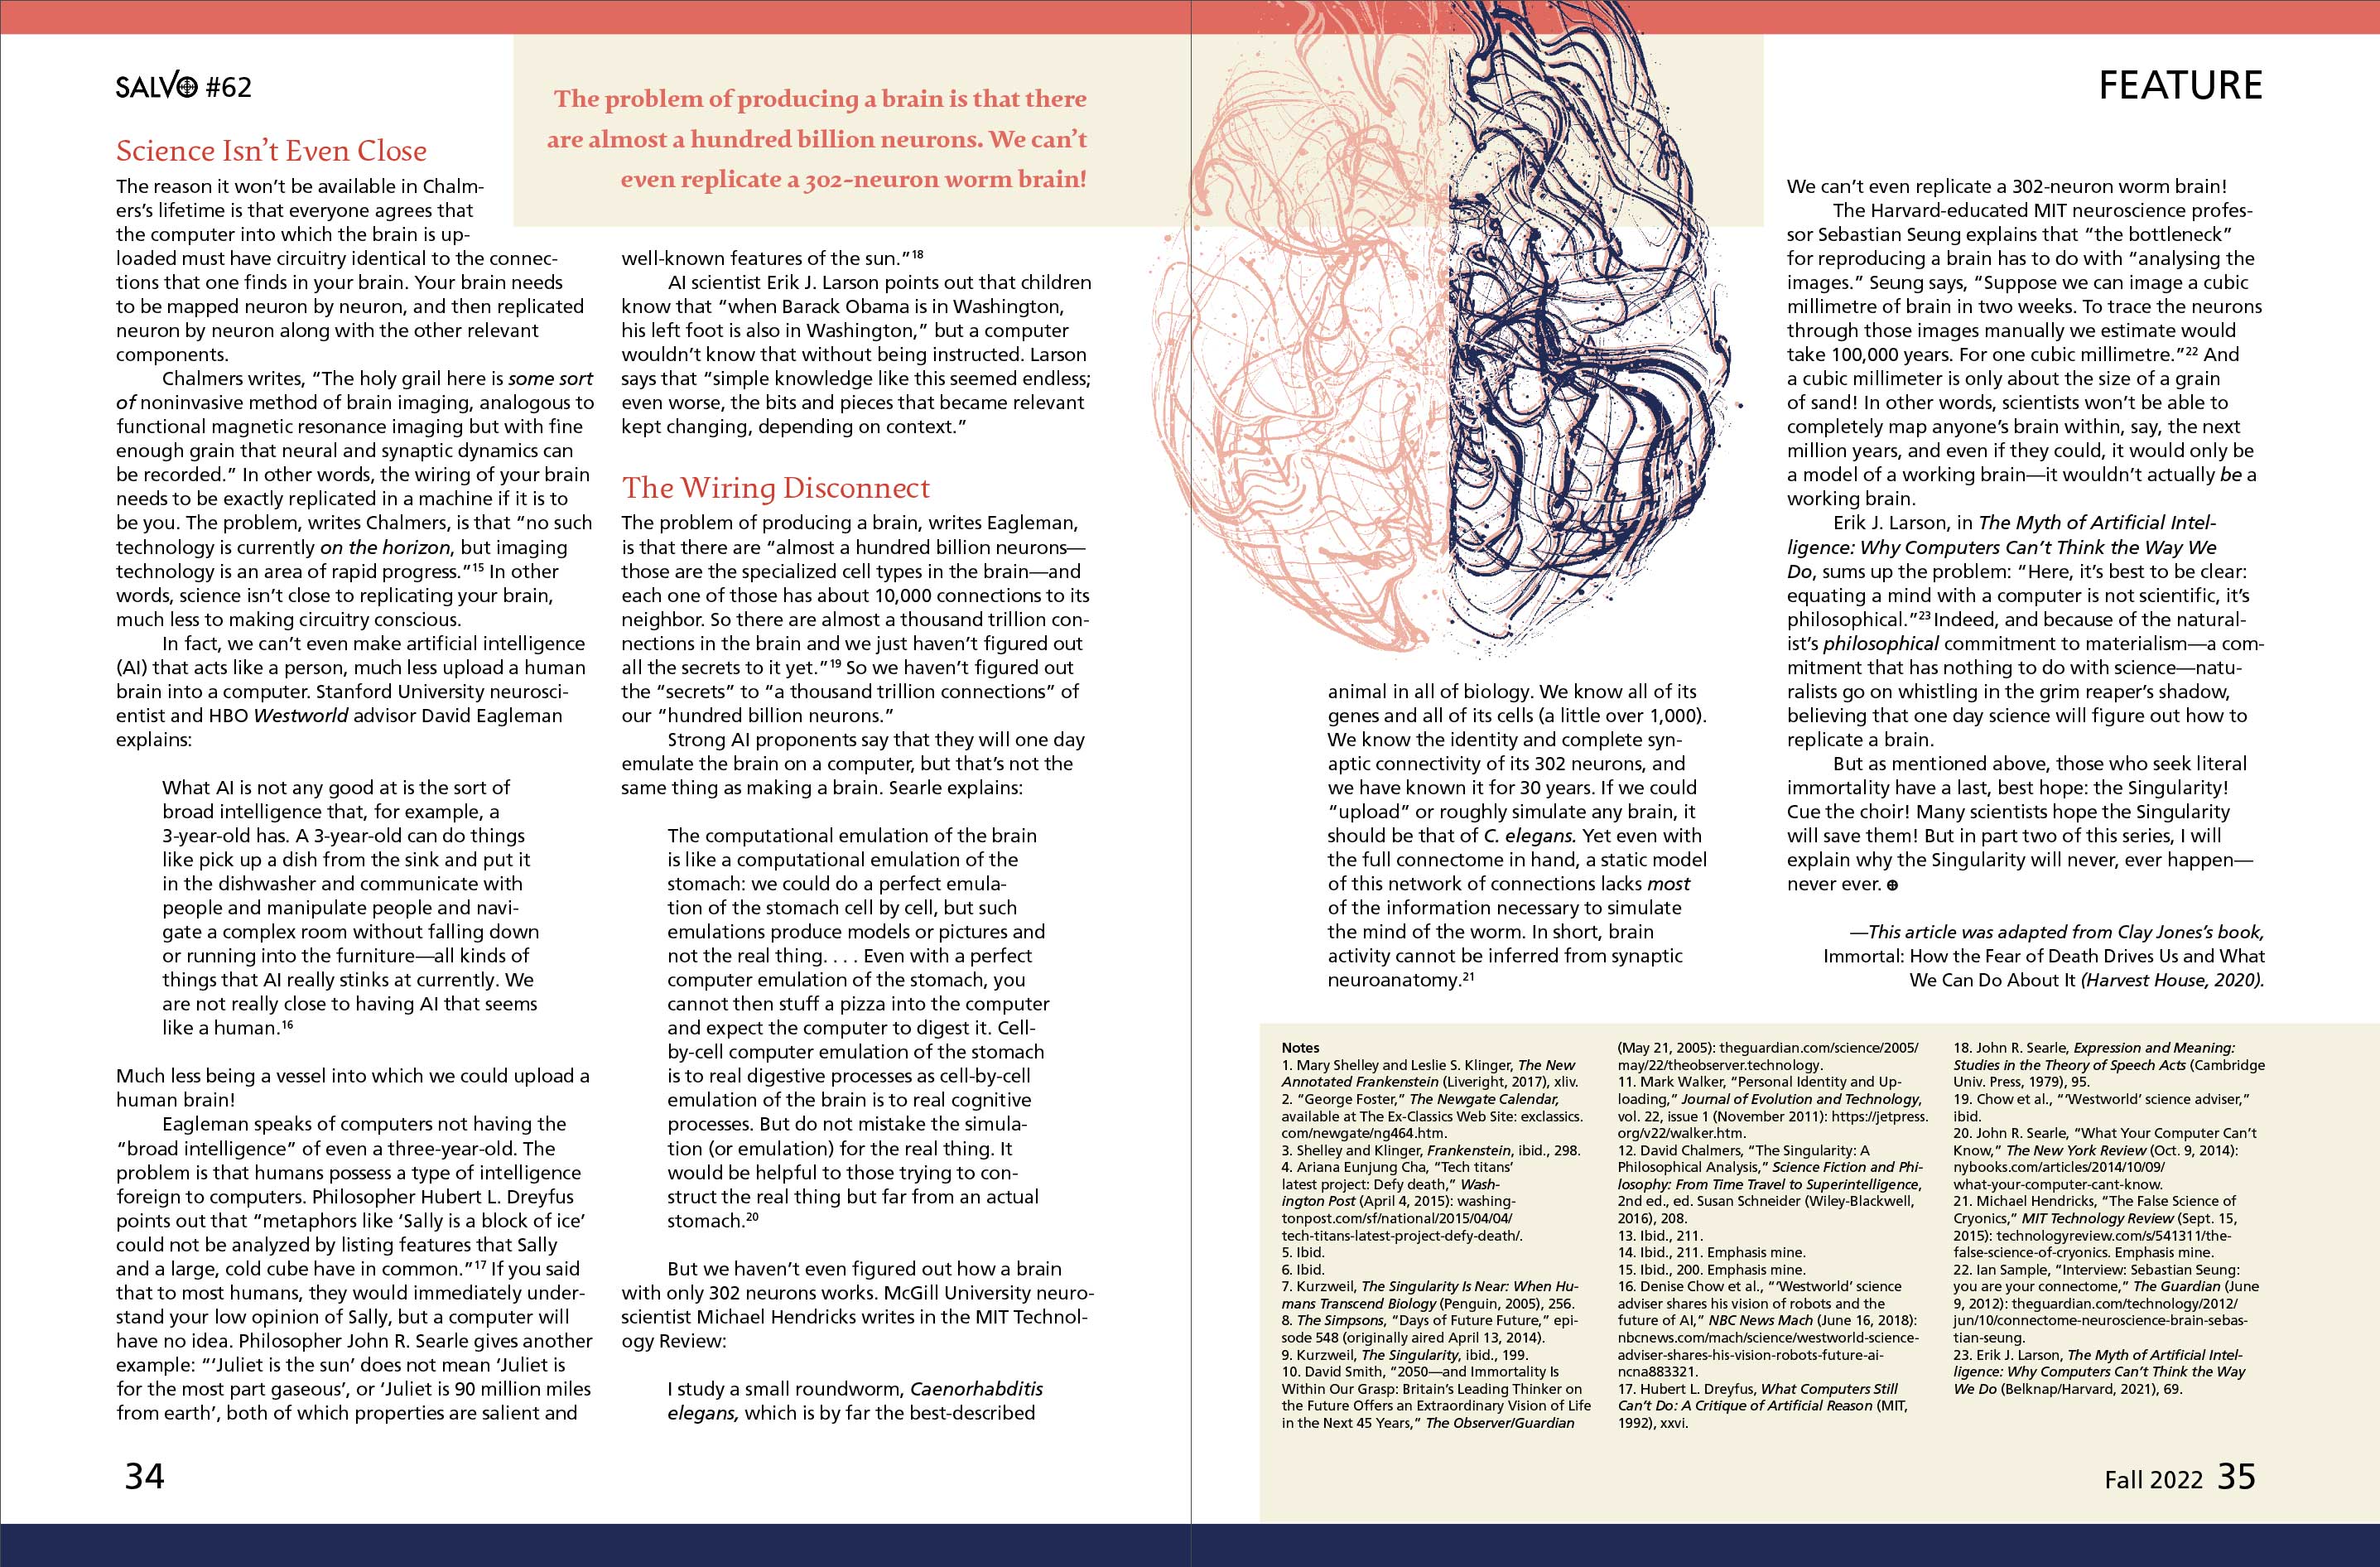 SALVO #62
The problem of producing a brain is that there
are almost a hundred billion neurons. We can’t
even replicate a 302-neuron worm brain!
FEATURE
Science Isn’t Even Close
The reason it won’t be available in Chalm-
ers’s lifetime is that everyone agrees that
the computer into which the brain is up-
loaded must have circuitry identical to the connec-
tions that one finds in your brain. Your brain needs
to be mapped neuron by neuron, and then replicated
neuron by neuron along with the other relevant
components.
Chalmers writes, “The holy grail here is some sort
of noninvasive method of brain imaging, analogous to
functional magnetic resonance imaging but with fine
enough grain that neural and synaptic dynamics can
be recorded.” In other words, the wiring of your brain
needs to be exactly replicated in a machine if it is to
be you. The problem, writes Chalmers, is that “no such
technology is currently on the horizon, but imaging
technology is an area of rapid progress.”15 In other
words, science isn’t close to replicating your brain,
much less to making circuitry conscious.
In fact, we can’t even make artificial intelligence
(AI) that acts like a person, much less upload a human
brain into a computer. Stanford University neurosci-
entist and HBO Westworld advisor David Eagleman
explains:
What AI is not any good at is the sort of
broad intelligence that, for example, a
3-year-old has. A 3-year-old can do things
like pick up a dish from the sink and put it
in the dishwasher and communicate with
people and manipulate people and navi-
gate a complex room without falling down
or running into the furniture—all kinds of
things that AI really stinks at currently. We
are not really close to having AI that seems
like a human.16
Much less being a vessel into which we could upload a
human brain!
Eagleman speaks of computers not having the
“broad intelligence” of even a three-year-old. The
problem is that humans possess a type of intelligence
foreign to computers. Philosopher Hubert L. Dreyfus
points out that “metaphors like ‘Sally is a block of ice’
could not be analyzed by listing features that Sally
and a large, cold cube have in common.”17 If you said
that to most humans, they would immediately under-
stand your low opinion of Sally, but a computer will
have no idea. Philosopher John R. Searle gives another
example: “‘Juliet is the sun’ does not mean ‘Juliet is
for the most part gaseous’, or ‘Juliet is 90 million miles
from earth’, both of which properties are salient and
well-known features of the sun.”18
AI scientist Erik J. Larson points out that children
know that “when Barack Obama is in Washington,
his left foot is also in Washington,” but a computer
wouldn’t know that without being instructed. Larson
says that “simple knowledge like this seemed endless;
even worse, the bits and pieces that became relevant
kept changing, depending on context.”
The Wiring Disconnect
The problem of producing a brain, writes Eagleman,
is that there are “almost a hundred billion neurons—
those are the specialized cell types in the brain—and
each one of those has about 10,000 connections to its
neighbor. So there are almost a thousand trillion con-
nections in the brain and we just haven’t figured out
all the secrets to it yet.”19 So we haven’t figured out
the “secrets” to “a thousand trillion connections” of
our “hundred billion neurons.”
Strong AI proponents say that they will one day
emulate the brain on a computer, but that’s not the
same thing as making a brain. Searle explains:
The computational emulation of the brain
is like a computational emulation of the
stomach: we could do a perfect emula-
tion of the stomach cell by cell, but such
emulations produce models or pictures and
not the real thing. . . . Even with a perfect
computer emulation of the stomach, you
cannot then stuff a pizza into the computer
and expect the computer to digest it. Cell-
by-cell computer emulation of the stomach
is to real digestive processes as cell-by-cell
emulation of the brain is to real cognitive
processes. But do not mistake the simula-
tion (or emulation) for the real thing. It
would be helpful to those trying to con-
struct the real thing but far from an actual
stomach.20
But we haven’t even figured out how a brain
with only 302 neurons works. McGill University neuro-
scientist Michael Hendricks writes in the MIT Technol-
ogy Review:
I study a small roundworm, Caenorhabditis
elegans, which is by far the best-described
animal in all of biology. We know all of its
genes and all of its cells (a little over 1,000).
We know the identity and complete syn-
aptic connectivity of its 302 neurons, and
we have known it for 30 years. If we could
“upload” or roughly simulate any brain, it
should be that of C. elegans. Yet even with
the full connectome in hand, a static model
of this network of connections lacks most
of the information necessary to simulate
the mind of the worm. In short, brain
activity cannot be inferred from synaptic
neuroanatomy.21
We can’t even replicate a 302-neuron worm brain!
The Harvard-educated MIT neuroscience profes-
sor Sebastian Seung explains that “the bottleneck”
for reproducing a brain has to do with “analysing the
images.” Seung says, “Suppose we can image a cubic
millimetre of brain in two weeks. To trace the neurons
through those images manually we estimate would
take 100,000 years. For one cubic millimetre.”22 And
a cubic millimeter is only about the size of a grain
of sand! In other words, scientists won’t be able to
completely map anyone’s brain within, say, the next
million years, and even if they could, it would only be
a model of a working brain—it wouldn’t actually be a
working brain.
Erik J. Larson, in The Myth of Artificial Intel-
ligence: Why Computers Can’t Think the Way We
Do, sums up the problem: “Here, it’s best to be clear:
equating a mind with a computer is not scientific, it’s
philosophical.”23 Indeed, and because of the natural-
ist’s philosophical commitment to materialism—a com-
mitment that has nothing to do with science—natu-
ralists go on whistling in the grim reaper’s shadow,
believing that one day science will figure out how to
replicate a brain.
But as mentioned above, those who seek literal
immortality have a last, best hope: the Singularity!
Cue the choir! Many scientists hope the Singularity
will save them! But in part two of this series, I will
explain why the Singularity will never, ever happen—
never ever.
—This article was adapted from Clay Jones’s book,
Immortal: How the Fear of Death Drives Us and What
We Can Do About It (Harvest House, 2020).
Notes
1. Mary Shelley and Leslie S. Klinger, The New
Annotated Frankenstein (Liveright, 2017), xliv.
2. “George Foster,” The Newgate Calendar,
available at The Ex-Classics Web Site: exclassics.
com/newgate/ng464.htm.
3. Shelley and Klinger, Frankenstein, ibid., 298.
4. Ariana Eunjung Cha, “Tech titans’
latest project: Defy death,” Wash-
ington Post (April 4, 2015): washing-
tonpost.com/sf/national/2015/04/04/
tech-titans-latest-project-defy-death/.
5. Ibid.
6. Ibid.
7. Kurzweil, The Singularity Is Near: When Hu-
mans Transcend Biology (Penguin, 2005), 256.
8. The Simpsons, “Days of Future Future,” epi-
sode 548 (originally aired April 13, 2014).
9. Kurzweil, The Singularity, ibid., 199.
10. David Smith, “2050—and Immortality Is
Within Our Grasp: Britain’s Leading Thinker on
the Future Offers an Extraordinary Vision of Life
in the Next 45 Years,” The Observer/Guardian
(May 21, 2005): theguardian.com/science/2005/
may/22/theobserver.technology.
11. Mark Walker, “Personal Identity and Up-
loading,” Journal of Evolution and Technology,
vol. 22, issue 1 (November 2011): https://jetpress.
org/v22/walker.htm.
12. David Chalmers, “The Singularity: A
Philosophical Analysis,” Science Fiction and Phi-
losophy: From Time Travel to Superintelligence,
2nd ed., ed. Susan Schneider (Wiley-Blackwell,
2016), 208.
13. Ibid., 211.
14. Ibid., 211. Emphasis mine.
15. Ibid., 200. Emphasis mine.
16. Denise Chow et al., “‘Westworld’ science
adviser shares his vision of robots and the
future of AI,” NBC News Mach (June 16, 2018):
nbcnews.com/mach/science/westworld-science-
adviser-shares-his-vision-robots-future-ai-
ncna883321.
17. Hubert L. Dreyfus, What Computers Still
Can’t Do: A Critique of Artificial Reason (MIT,
1992), xxvi.
18. John R. Searle, Expression and Meaning:
Studies in the Theory of Speech Acts (Cambridge
Univ. Press, 1979), 95.
19. Chow et al., “‘Westworld’ science adviser,”
ibid.
20. John R. Searle, “What Your Computer Can’t
Know,” The New York Review (Oct. 9, 2014):
nybooks.com/articles/2014/10/09/
what-your-computer-cant-know.
21. Michael Hendricks, “The False Science of
Cryonics,” MIT Technology Review (Sept. 15,
2015): technologyreview.com/s/541311/the-
false-science-of-cryonics. Emphasis mine.
22. Ian Sample, “Interview: Sebastian Seung:
you are your connectome,” The Guardian (June
9, 2012): theguardian.com/technology/2012/
jun/10/connectome-neuroscience-brain-sebas-
tian-seung.
23. Erik J. Larson, The Myth of Artificial Intel-
ligence: Why Computers Can’t Think the Way
We Do (Belknap/Harvard, 2021), 69.
34
Fall 2022 35